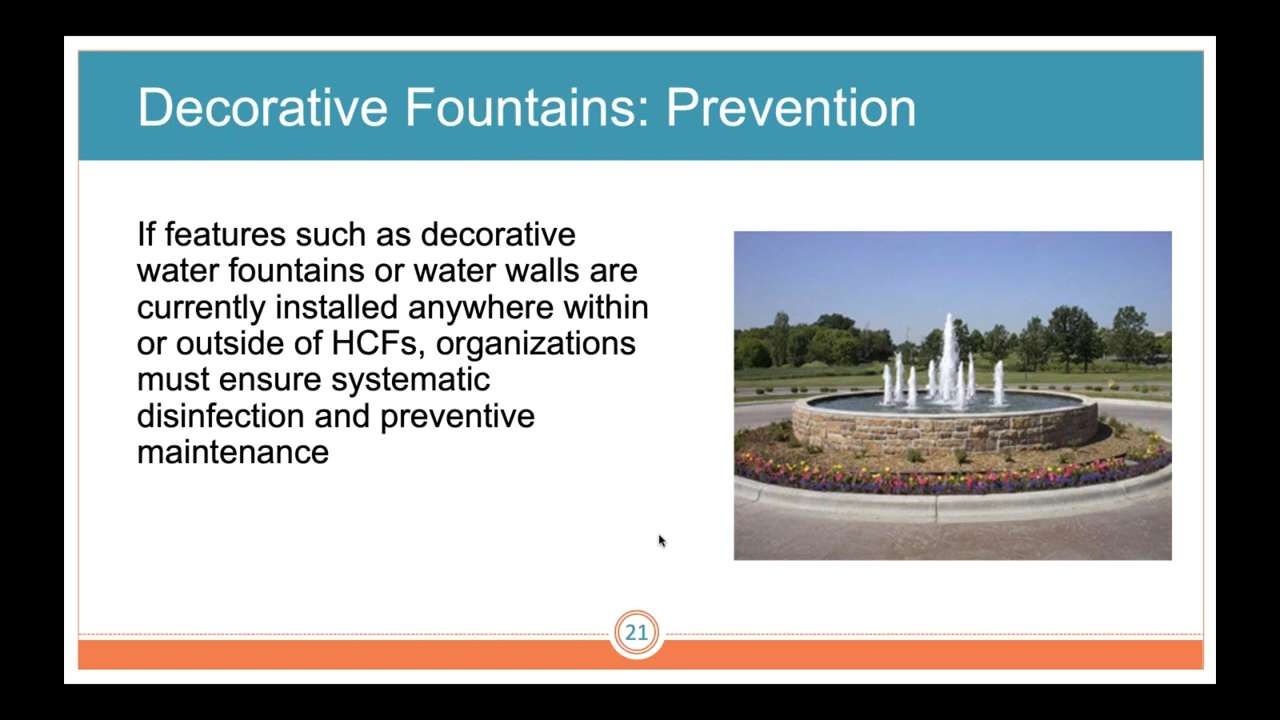 Decorative Fountains: Prevention
If features such as decorative
water fountains or water walls are
currently installed anywhere within
or outside of HCFs, organizations
must ensure systematic
disinfection and preventive
maintenance
21